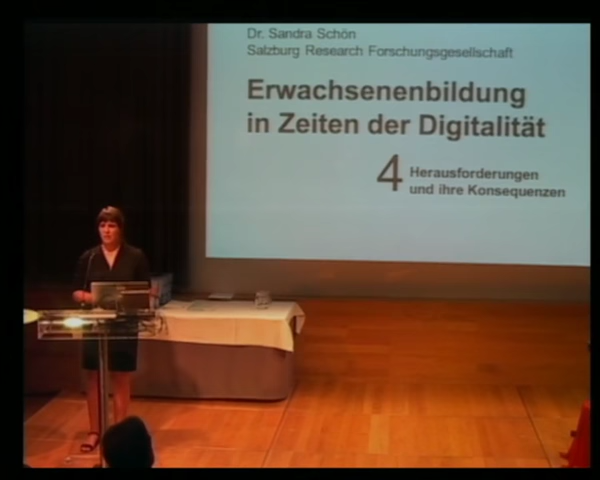 Dr. Sandra Schön
Salzburg Research Forschungsgesellschaft
Erwachsenenbildung
in Zeiten der Digitalität
4 Herausforderungen
und ihre Konsequenzen